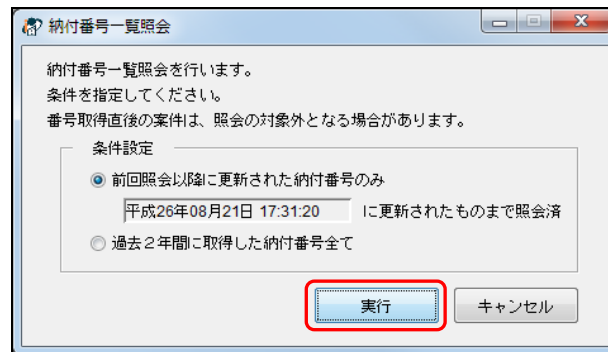 納付番号一覧照会
納付番号一覧照会を行います。
条件を指定してください。
番号取得直後の案件は、照会の対象外となる場合があります。
条件設定
前回照会以降に更新された納付番号のみ
平成26年08月21日 17:31:20 に更新されたものまで照会済
過去２年間に取得した納付番号全て
実行 キャンセル